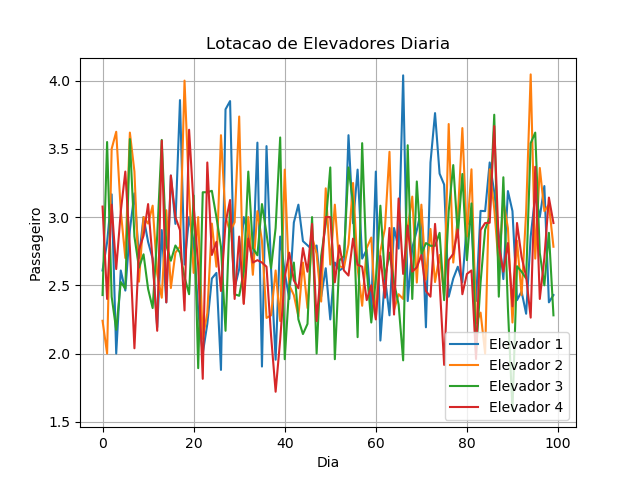 Lotacao de Elevadores Diaria
Passageiro
4.0
3.5
3.0
2.5
2.0
1.5
0
20
40
60
80
100
Dia
Elevador 1
Elevador 2
Elevador 3
Elevador 4